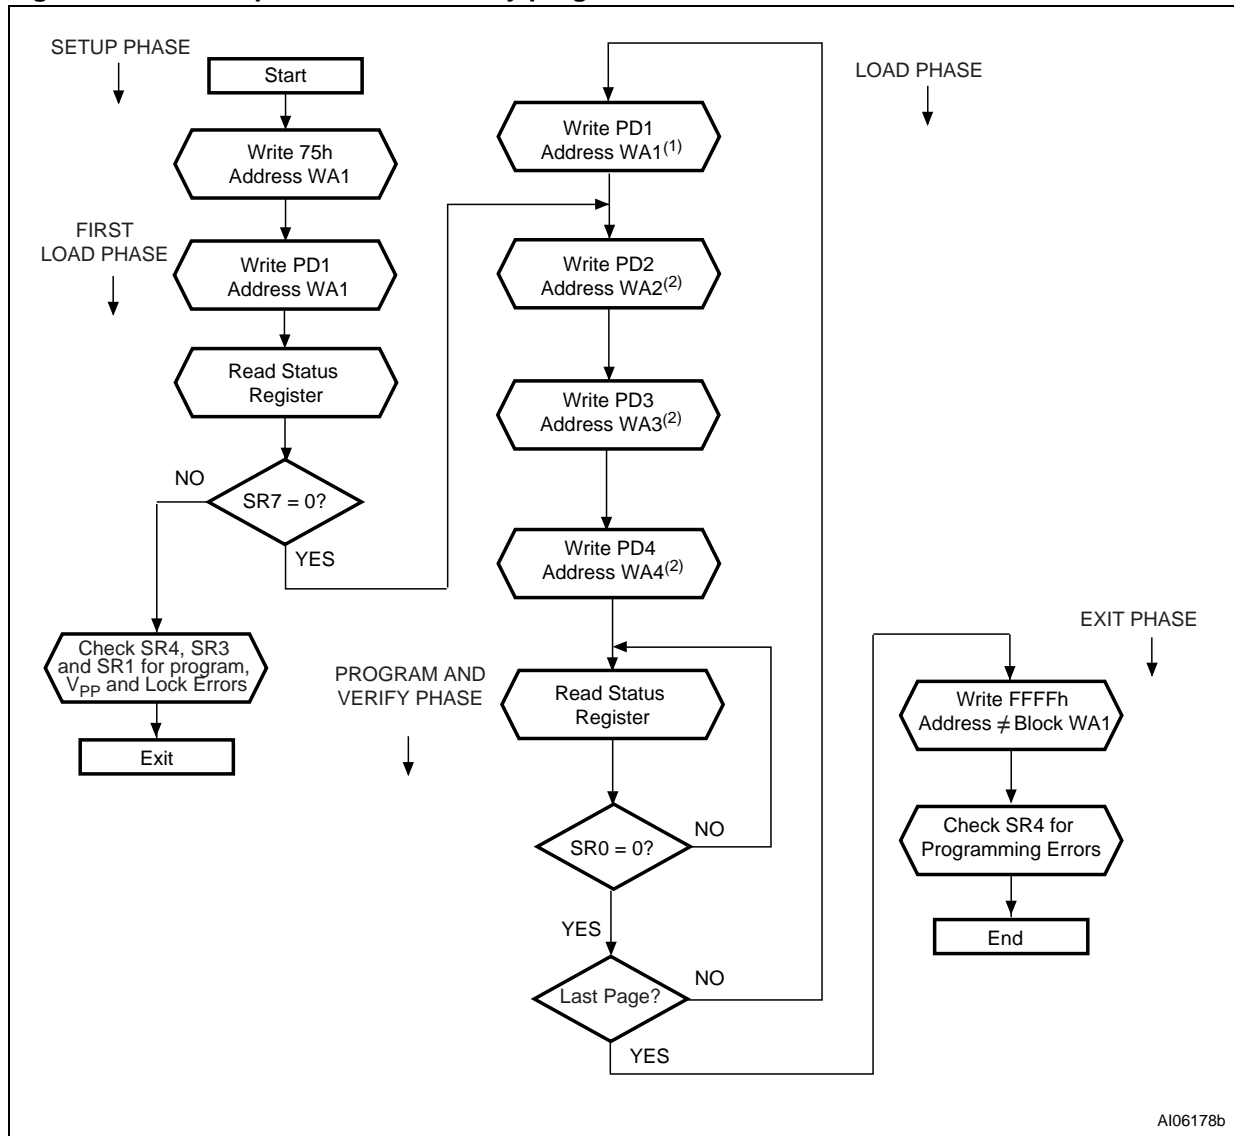 SETUP PHASE
Start
Write 75h
Address WA1
FIRST
LOAD PHASE
Write PD1
Address WA1
Read Status
Register
NO
SR7 = 0?
YES
Check SR4, SR3
and SR1 for program,
VPP and Lock Errors
Exit
LOAD PHASE
Write PD1
Address WA1(1)
Write PD2
Address WA2(2)
Write PD3
Address WA3(2)
Write PD4
Address WA4(2)
PROGRAM AND
VERIFY PHASE
Read Status
Register
SR0 = 0?
NO
YES
Last Page?
NO
YES
EXIT PHASE
Write FFFFh
Address ≠ Block WA1
Check SR4 for
Programming Errors
End
AI06178b